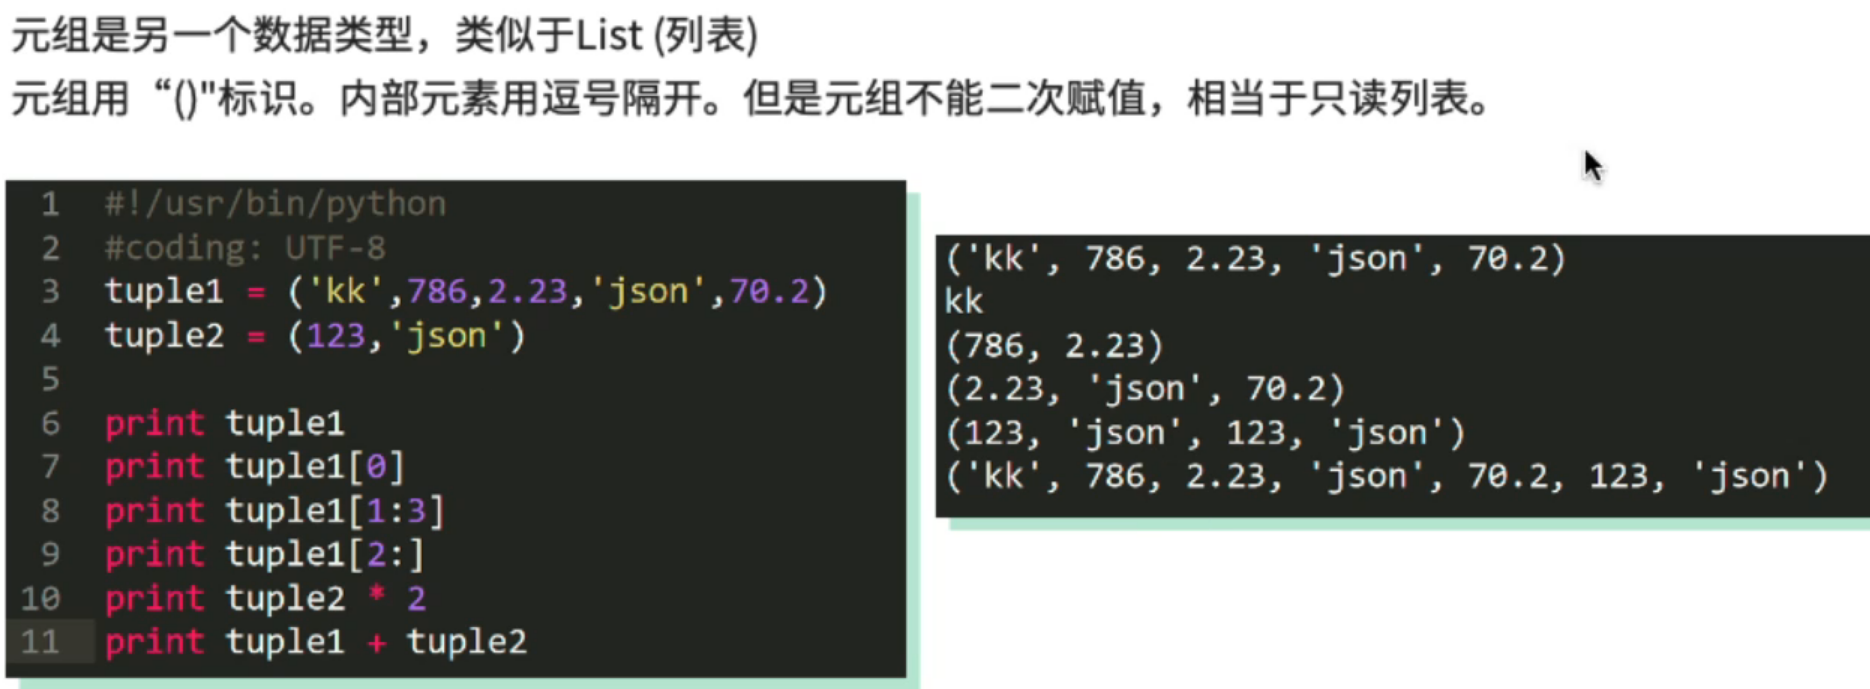 元组是另一个数据类型，类似于List (列表)
元组用“()"标识。内部元素用逗号隔开。但是元组不能二次赋值，相当于只读列表。
1 #!/usr/bin/python
2 #coding: UTF-8
3 tuple1 = ('kk',786,2.23,'json',70.2)
4 tuple2 = (123,'json')
5
6 print tuple1
7 print tuple1[0]
8 print tuple1[1:3]
9 print tuple1[2:]
10 print tuple2 * 2
11 print tuple1 + tuple2
('kk', 786, 2.23, 'json', 70.2)
kk
(786, 2.23)
(2.23, 'json', 70.2)
(123, 'json', 123, 'json')
('kk', 786, 2.23, 'json', 70.2, 123, 'json')